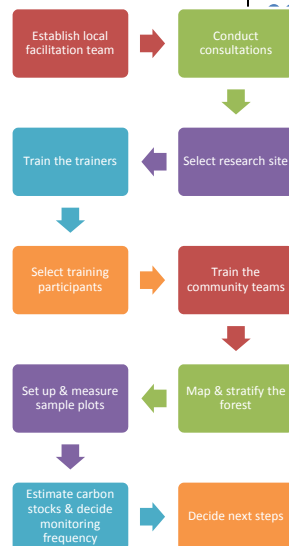 Establish local
facilitation team
Conduct
consultations
Train the trainers
Select research site
Select training
participants
Train the
community teams
Set up & measure
sample plots
Map & stratify the
forest
Estimate carbon
stocks & decide
monitoring
frequency
Decide next steps